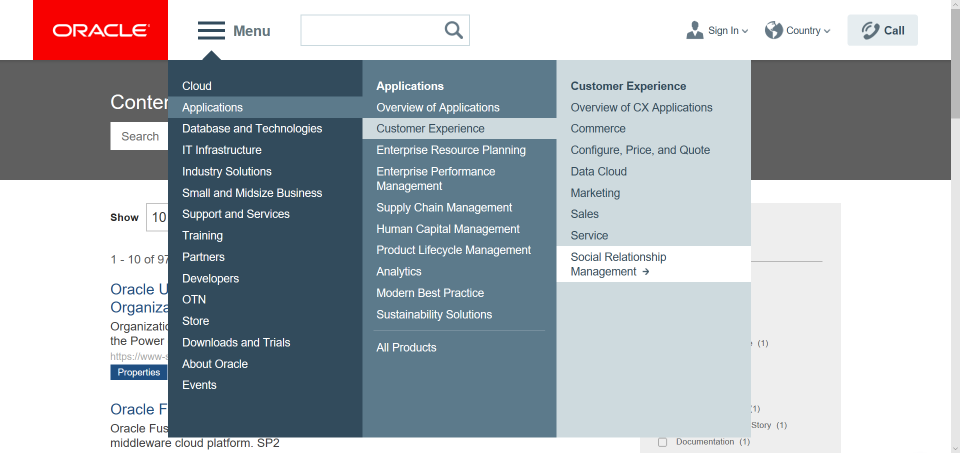 ORACLE
Menu
Sign In
Country
Call
Show 10
1 - 10 of 97
Oracle U
Organiza
Organizatio
the Power
https://www-s
Properties
Oracle F
Oracle Fus
middleware cloud platform. SP2
Conten
Search
Cloud
Applications
Database and Technologies
IT Infrastructure
Industry Solutions
Small and Midsize Business
Support and Services
Training
Partners
Developers
OTN
Store
Downloads and Trials
About Oracle
Events
Applications
Overview of Applications
Customer Experience
Enterprise Resource Planning
Enterprise Performance
Management
Supply Chain Management
Human Capital Management
Product Lifecycle Management
Analytics
Modern Best Practice
Sustainability Solutions
All Products
Customer Experience
Overview of CX Applications
Commerce
Configure, Price, and Quote
Data Cloud
Marketing
Sales
Service
Social Relationship
Management →
(1)
(1)
Story (1)
Documentation (1)